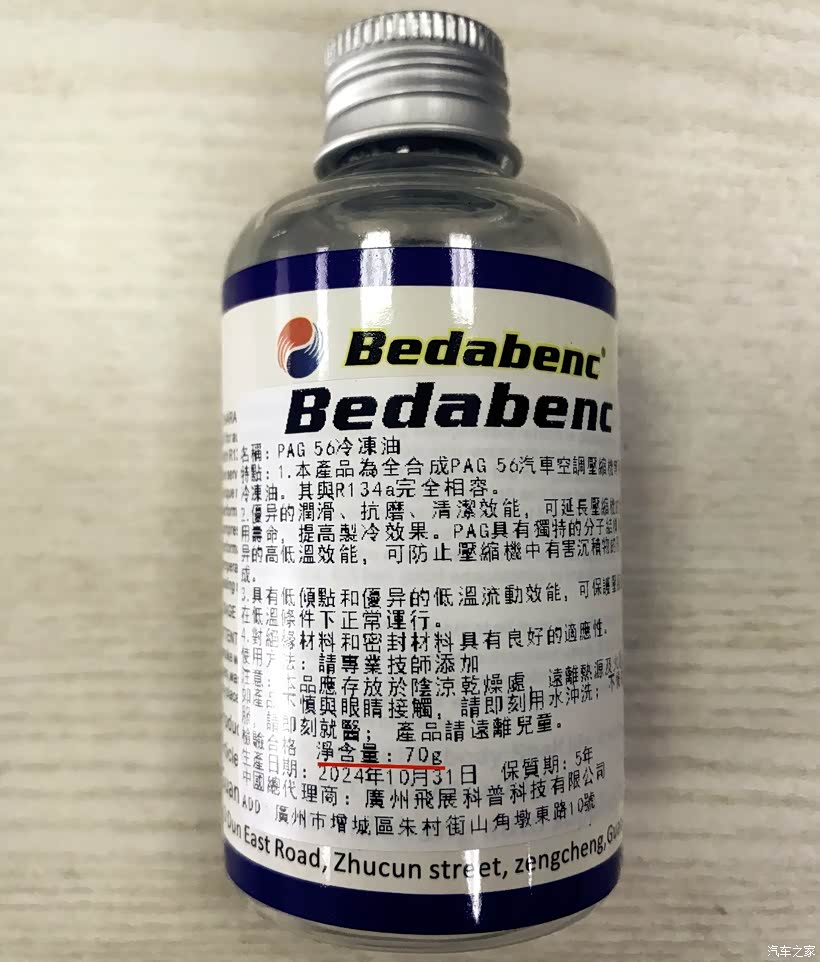 Bedabenc
Bedabenc
名稱：PAG 56冷凍油
特點：1.本產品為全合成PAG 56汽車空調壓縮機
冷凍油。其與R134a完全相容。
2.優异的潤滑、抗磨、清潔效能，可延長壓縮機
用壽命，提高製冷效果。PAG具有獨特的分子結
异的高低溫效能，可防止壓縮機中有害沉積物的
成。
3.具有低傾點和優异的低溫流動效能，可保護壓
在低溫條件下正常運行。
4.對絕緣材料和密封材料具有良好的適應性。
使用方法：請專業技師添加
注意：本品應存放於陰涼乾燥處，遠離熱源及火
如產品不慎與眼睛接觸，請即刻用水沖洗；不慎
服，請即刻就醫；產品請遠離兒童。
檢驗合格 淨含量：70g
生產日期：2024年10月31日 保質期：5年
中國總代理商：廣州飛展科普科技有限公司
ADD 廣州市增城區朱村街山角墩東路10號
Dun East Road, Zhucun street, zengcheng,
汽车之家